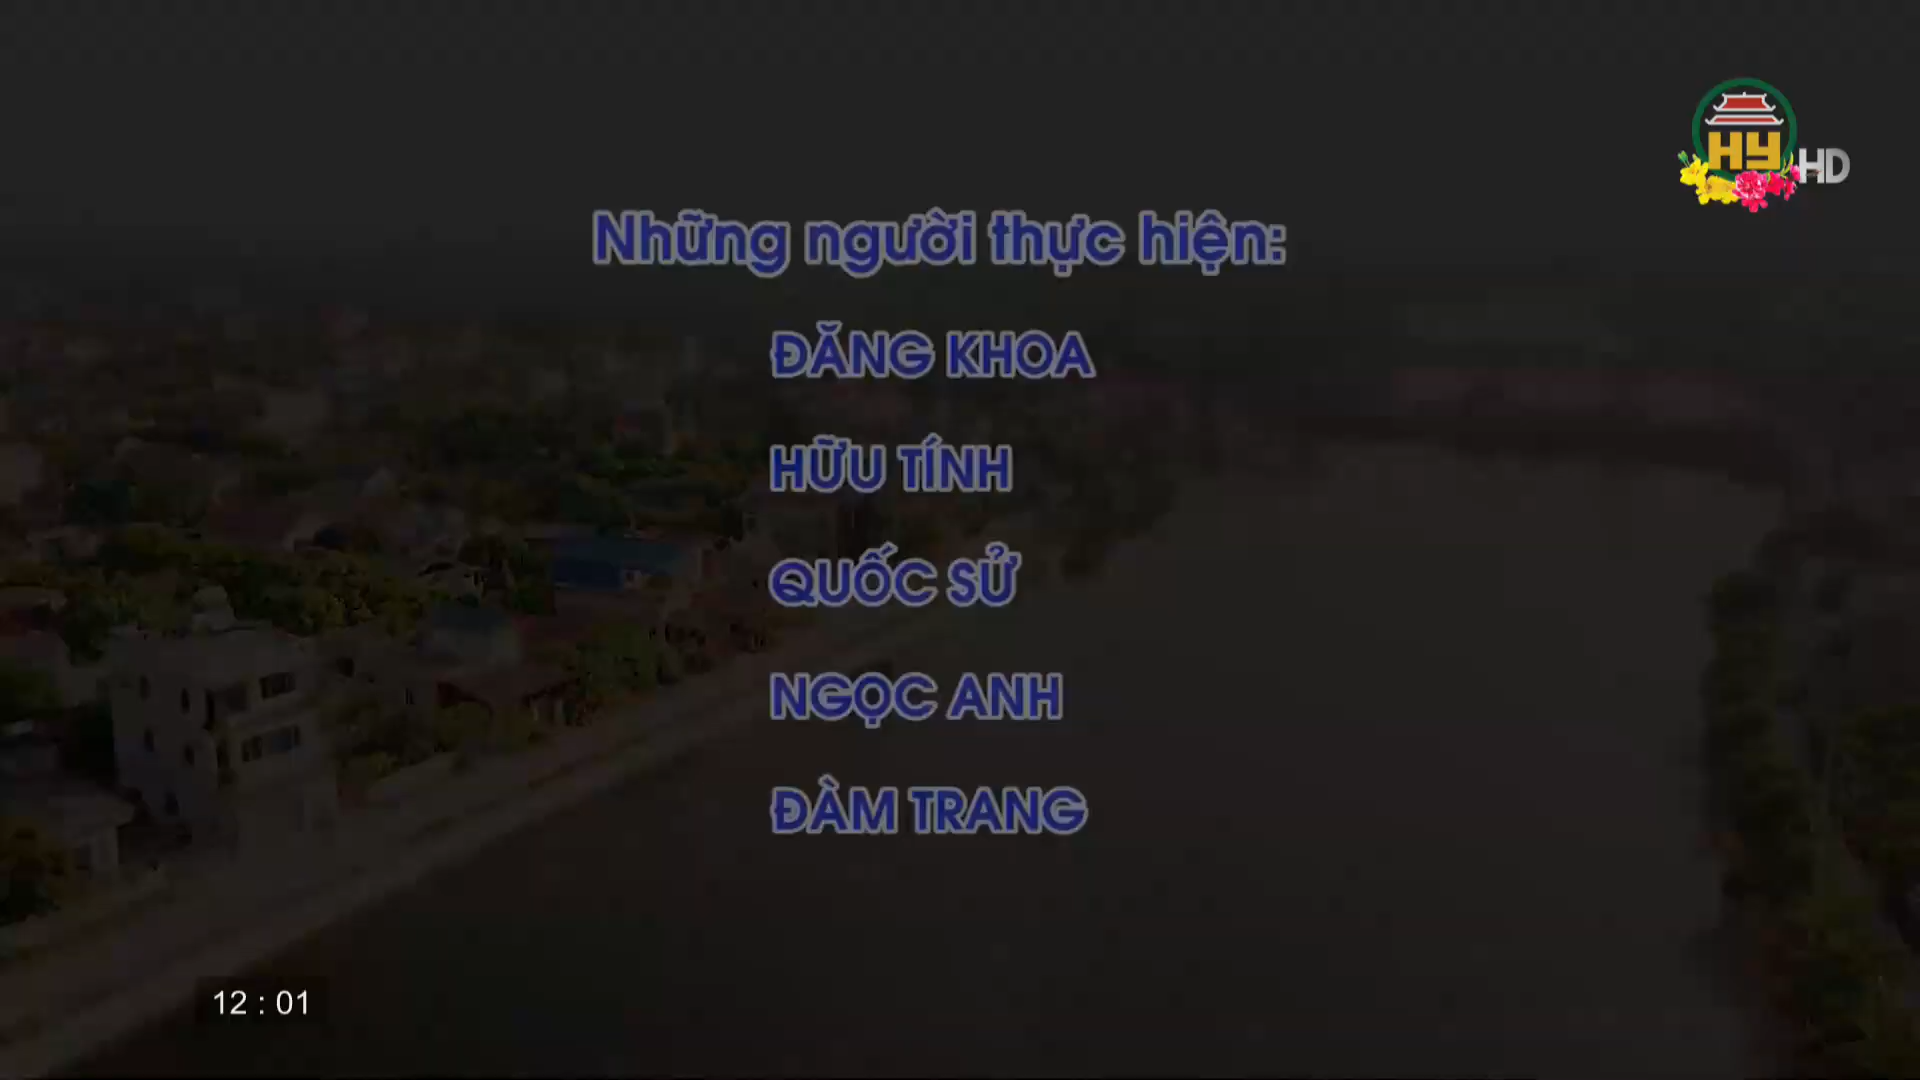 HY HD
Những người thực hiện:
ĐĂNG KHOA
HỮU TÍNH
QUỐC SỬ
NGỌC ANH
ĐÀM TRANG
12 : 01